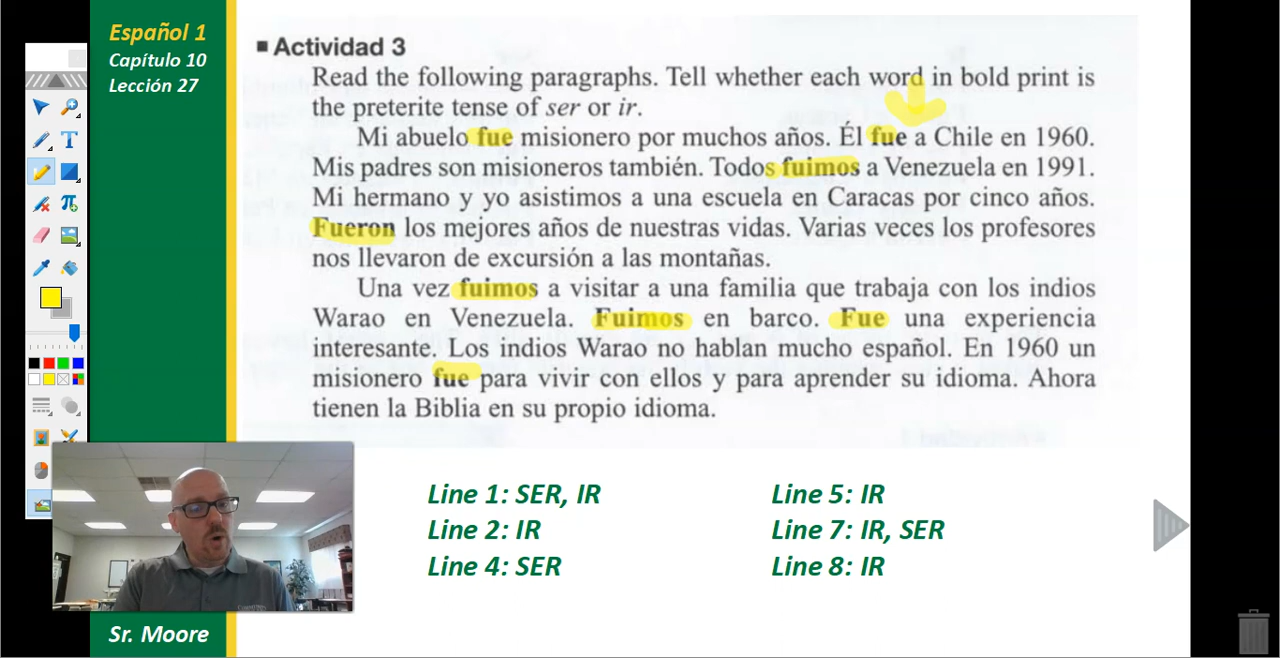 Español 1
Capítulo 10
Lección 27
Actividad 3
Read the following paragraphs. Tell whether each word in bold print is
the preterite tense of ser or ir.
Mi abuelo fue misionero por muchos años. Él fue a Chile en 1960.
Mis padres son misioneros también. Todos fuimos a Venezuela en 1991.
Mi hermano y yo asistimos a una escuela en Caracas por cinco años.
Fueron los mejores años de nuestras vidas. Varias veces los profesores
nos llevaron de excursión a las montañas.
Una vez fuimos a visitar a una familia que trabaja con los indios
Warao en Venezuela. Fuimos en barco. Fue una experiencia
interesante. Los indios Warao no hablan mucho español. En 1960 un
misionero fue para vivir con ellos y para aprender su idioma. Ahora
tienen la Biblia en su propio idioma.
Line 1: SER, IR
Line 2: IR
Line 4: SER
Line 5: IR
Line 7: IR, SER
Line 8: IR
Sr. Moore